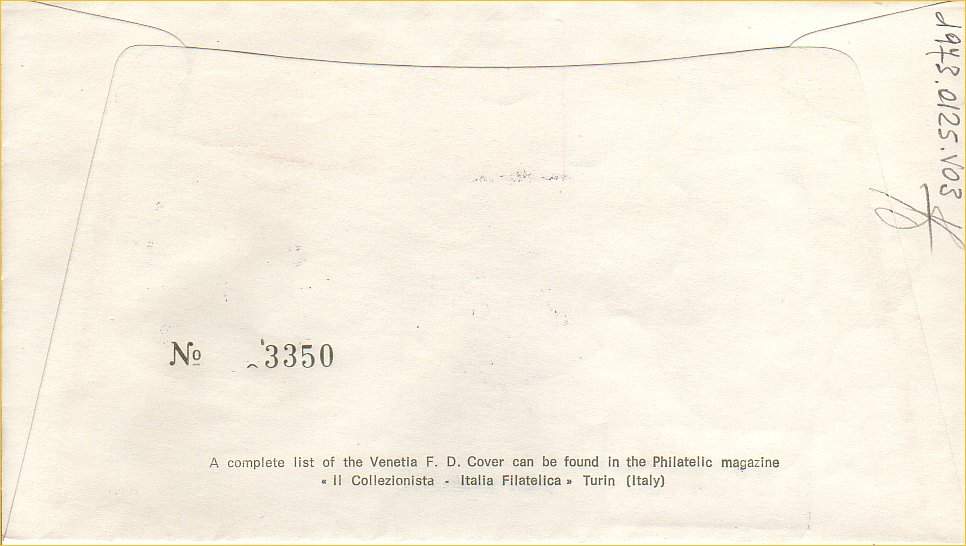 d973.0125.V03
No 3350
A complete list of the Venetia F. D. Cover can be found in the Philatelic magazine
« Il Collezionista - Italia Filatelica » Turin (Italy)